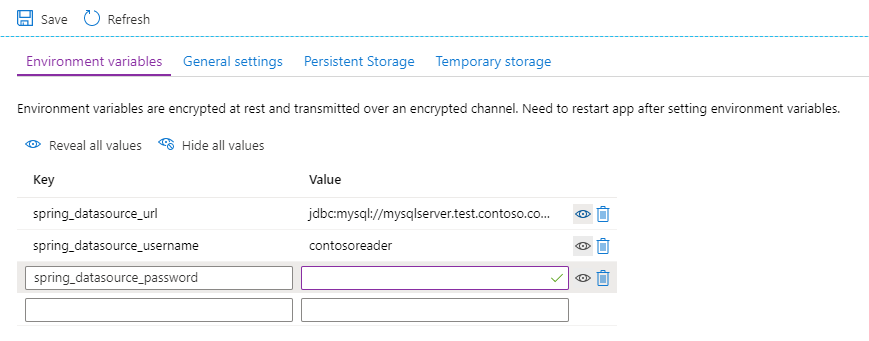 Save Refresh
Environment variables General settings Persistent Storage Temporary storage
Environment variables are encrypted at rest and transmitted over an encrypted channel. Need to restart app after setting environment variables.
Reveal all values Hide all values
Key Value
spring_datasource_url jdbc:mysql://mysqlserver.test.contoso.co...
spring_datasource_username contosoreader
spring_datasource_password